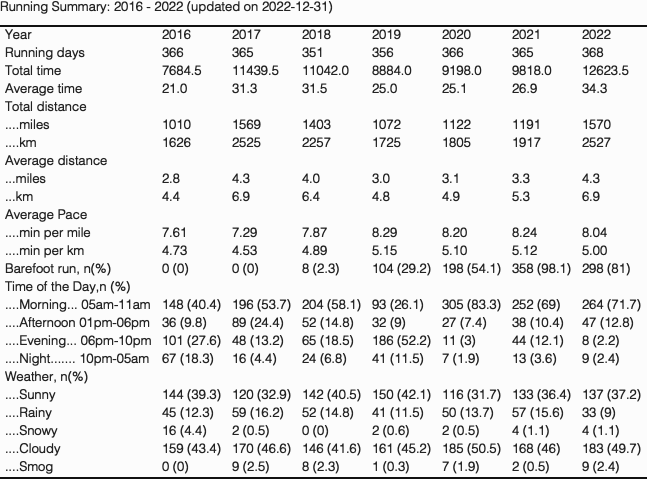 Running Summary: 2016 - 2022 (updated on 2022-12-31)
Year 2016 2017 2018 2019 2020 2021 2022
Running days 366 365 351 356 366 365 368
Total time 7684.5 11439.5 11042.0 8884.0 9198.0 9818.0 12623.5
Average time 21.0 31.3 31.5 25.0 25.1 26.9 34.3
Total distance
....miles 1010 1569 1403 1072 1122 1191 1570
....km 1626 2525 2257 1725 1805 1917 2527
Average distance
...miles 2.8 4.3 4.0 3.0 3.1 3.3 4.3
...km 4.4 6.9 6.4 4.8 4.9 5.3 6.9
Average Pace
....min per mile 7.61 7.29 7.87 8.29 8.20 8.24 8.04
....min per km 4.73 4.53 4.89 5.15 5.10 5.12 5.00
Barefoot run, n(%) 0 (0) 0 (0) 8 (2.3) 104 (29.2) 198 (54.1) 358 (98.1) 298 (81)
Time of the Day,n (%)
....Morning... 05am-11am 148 (40.4) 196 (53.7) 204 (58.1) 93 (26.1) 305 (83.3) 252 (69) 264 (71.7)
....Afternoon 01pm-06pm 36 (9.8) 89 (24.4) 52 (14.8) 32 (9) 27 (7.4) 38 (10.4) 47 (12.8)
....Evening... 06pm-10pm 101 (27.6) 48 (13.2) 65 (18.5) 186 (52.2) 11 (3) 44 (12.1) 8 (2.2)
....Night....... 10pm-05am 67 (18.3) 16 (4.4) 24 (6.8) 41 (11.5) 7 (1.9) 13 (3.6) 9 (2.4)
Weather, n(%)
....Sunny 144 (39.3) 120 (32.9) 142 (40.5) 150 (42.1) 116 (31.7) 133 (36.4) 137 (37.2)
....Rainy 45 (12.3) 59 (16.2) 52 (14.8) 41 (11.5) 50 (13.7) 57 (15.6) 33 (9)
....Snowy 16 (4.4) 2 (0.5) 0 (0) 2 (0.6) 2 (0.5) 4 (1.1) 4 (1.1)
....Cloudy 159 (43.4) 170 (46.6) 146 (41.6) 161 (45.2) 185 (50.5) 168 (46) 183 (49.7)
....Smog 0 (0) 9 (2.5) 8 (2.3) 1 (0.3) 7 (1.9) 2 (0.5) 9 (2.4)